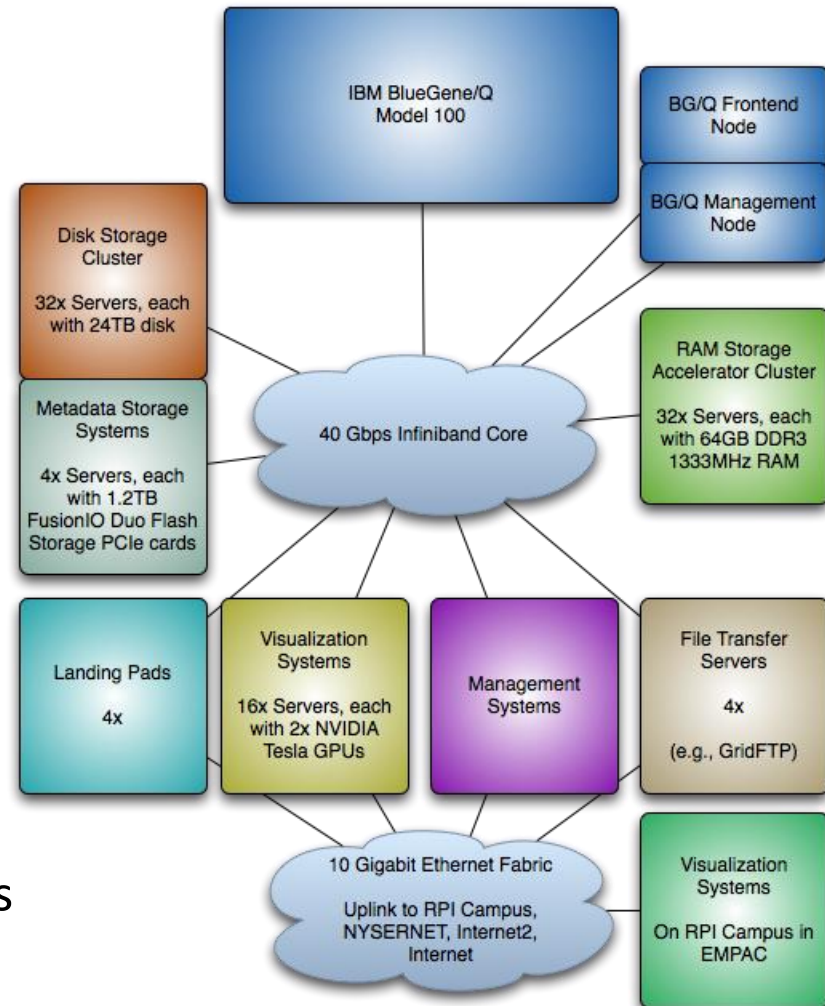 IBM BlueGene/Q
Model 100
BG/Q Frontend
Node
BG/Q Management
Node
Disk Storage
Cluster
32x Servers, each
with 24TB disk
RAM Storage
Accelerator Cluster
32x Servers, each
with 64GB DDR3
1333MHz RAM
40 Gbps Infiniband Core
Metadata Storage
Systems
4x Servers, each
with 1.2TB
FusionIO Duo Flash
Storage PCIe cards
Landing Pads
4x
Visualization
Systems
16x Servers, each
with 2x NVIDIA
Tesla GPUs
Management
Systems
File Transfer
Servers
4x
(e.g., GridFTP)
10 Gigabit Ethernet Fabric
Uplink to RPI Campus,
NYSERNET, Internet2,
Internet
Visualization
Systems
On RPI Campus in
EMPAC
s